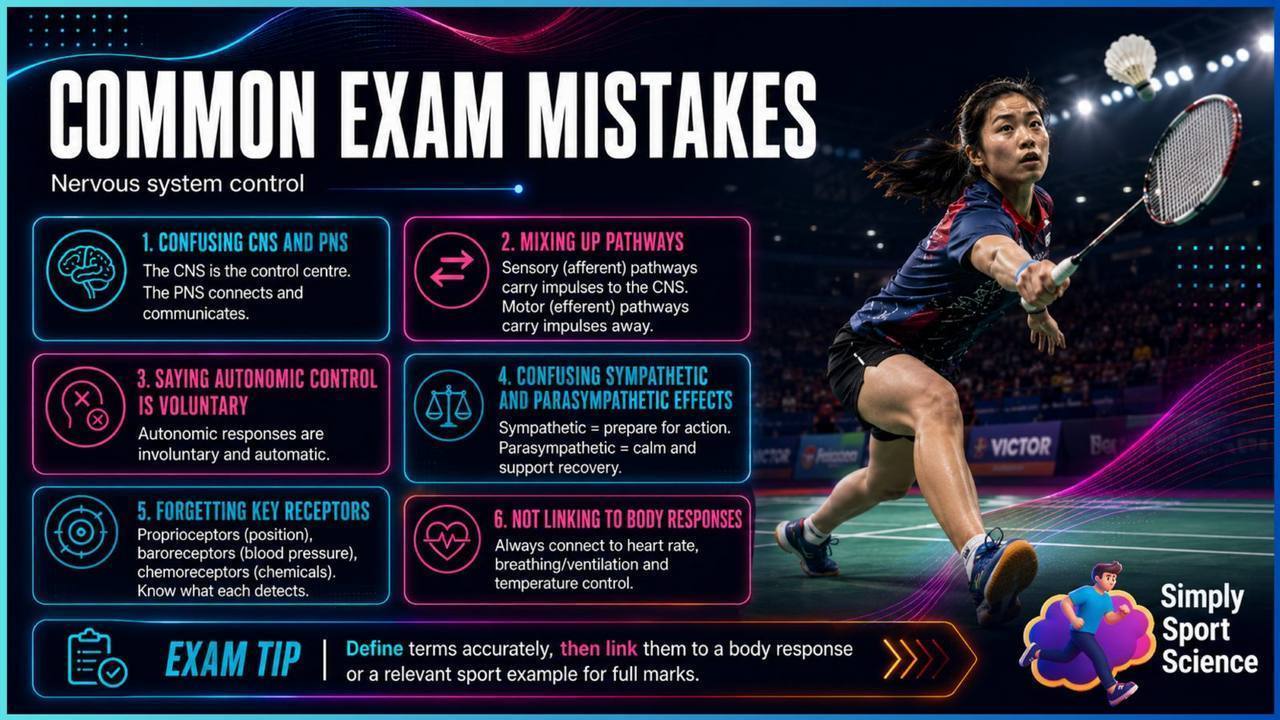 COMMON EXAM MISTAKES
Nervous system control
1. CONFUSING CNS AND PNS
The CNS is the control centre.
The PNS connects and
communicates.
2. MIXING UP PATHWAYS
Sensory (afferent) pathways
carry impulses to the CNS.
Motor (efferent) pathways
carry impulses away.
3. SAYING AUTONOMIC CONTROL
IS VOLUNTARY
Autonomic responses are
involuntary and automatic.
4. CONFUSING SYMPATHETIC
AND PARASYMPATHETIC EFFECTS
Sympathetic = prepare for action.
Parasympathetic = calm and
support recovery.
5. FORGETTING KEY RECEPTORS
Proprioceptors (position),
baroreceptors (blood pressure),
chemoreceptors (chemicals).
Know what each detects.
6. NOT LINKING TO BODY RESPONSES
Always connect to heart rate,
breathing/ventilation and
temperature control.
EXAM TIP
Define terms accurately, then link them to a body response
or a relevant sport example for full marks.
VICTOR
Simply
Sport
Science